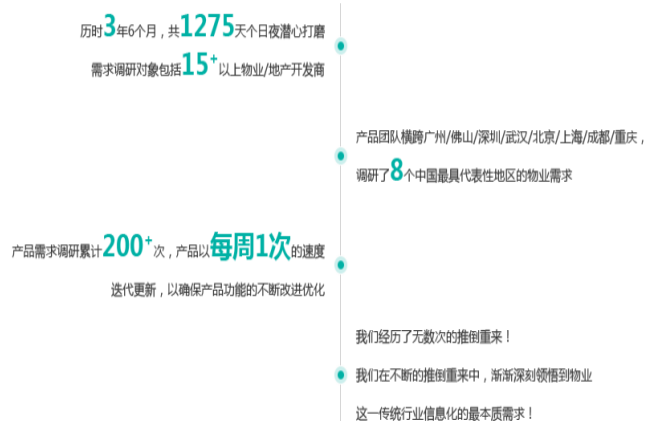 历时3年6个月，共1275天个日夜潜心打磨
需求调研对象包括15+以上物业/地产开发商
产品团队横跨广州/佛山/深圳/武汉/北京/上海/成都/重庆，
调研了8个中国最具代表性地区的物业需求
产品需求调研累计200+次，产品以每周1次的速度
迭代更新，以确保产品功能的不断改进优化
我们经历了无数次的推倒重来！
我们在不断的推倒重来中，渐渐深刻领悟到物业
这一传统行业信息化的最本质需求！